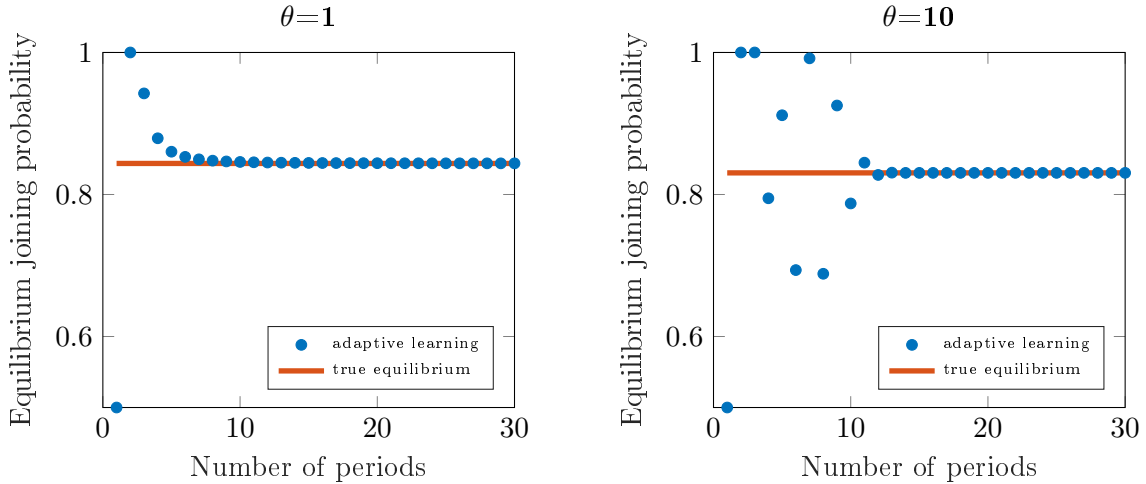 θ=1
Equilibrium joining probability
1
0.8
0.6
0
10
20
30
Number of periods
adaptive learning
true equilibrium
θ=10
Equilibrium joining probability
1
0.8
0.6
0
10
20
30
Number of periods
adaptive learning
true equilibrium